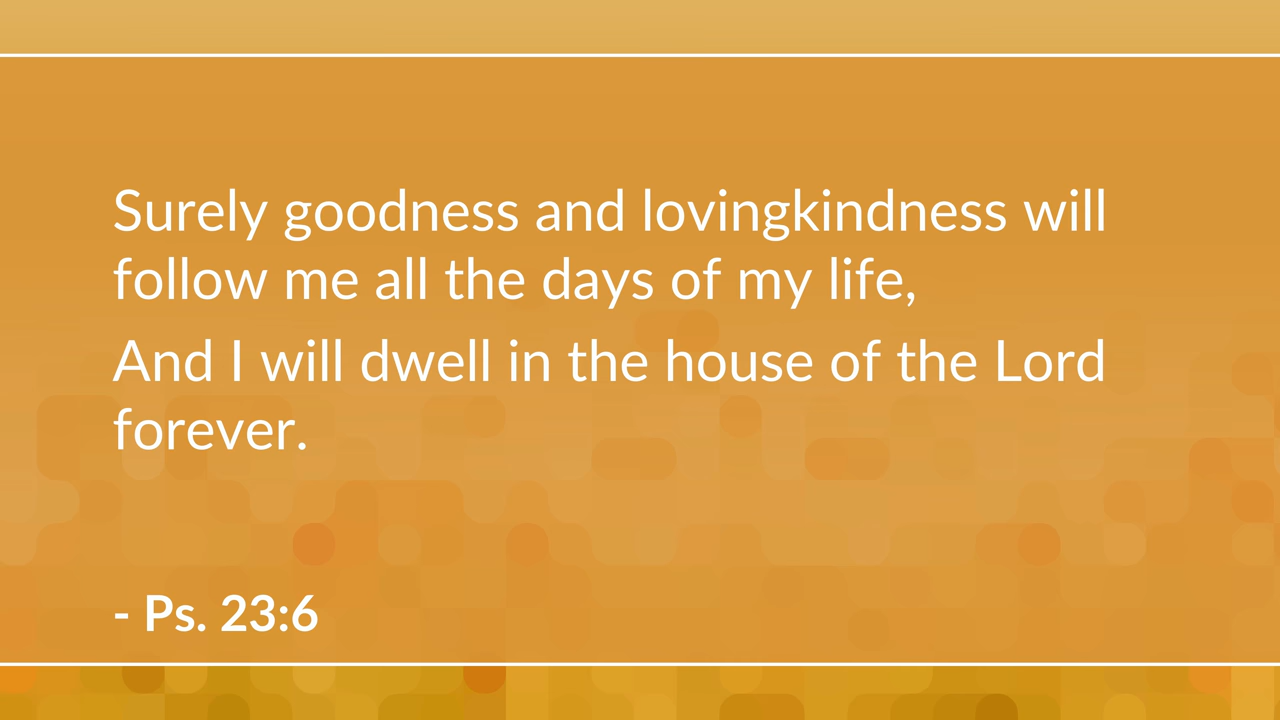 Surely goodness and lovingkindness will
follow me all the days of my life,
And I will dwell in the house of the Lord
forever.
- Ps. 23:6